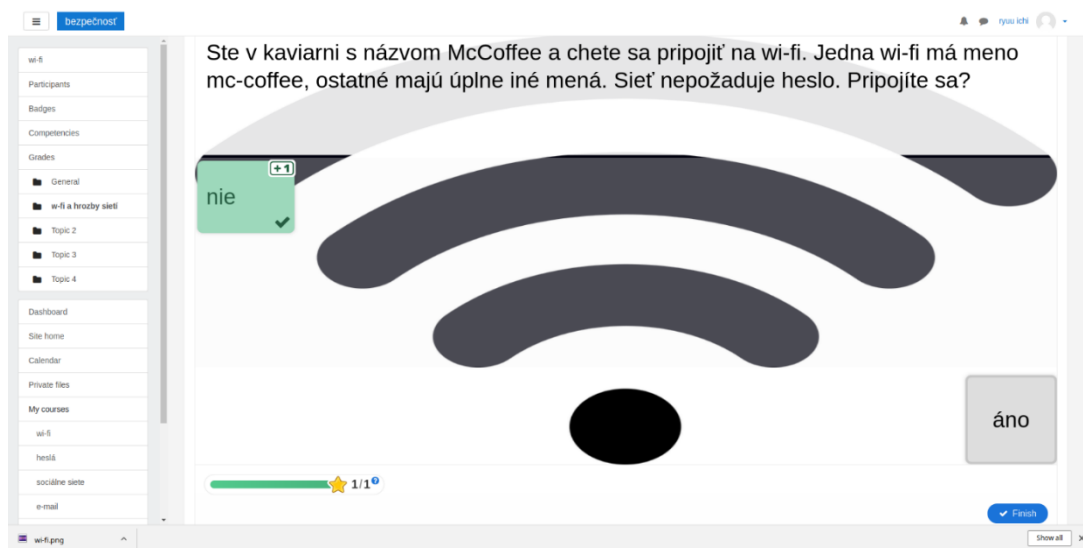 bezpečnosť
ryuu ichi
wi-fi
Participants
Badges
Competencies
Grades
General
w-fi a hrozby sietí
Topic 2
Topic 3
Topic 4
Dashboard
Site home
Calendar
Private files
My courses
wi-fi
heslá
sociálne siete
e-mail
Ste v kaviarni s názvom McCoffee a chete sa pripojiť na wi-fi. Jedna wi-fi má meno
mc-coffee, ostatné majú úplne iné mená. Sieť nepožaduje heslo. Pripojíte sa?
+1
nie
áno
1/1
?
Finish
wi-fi.png
Show all